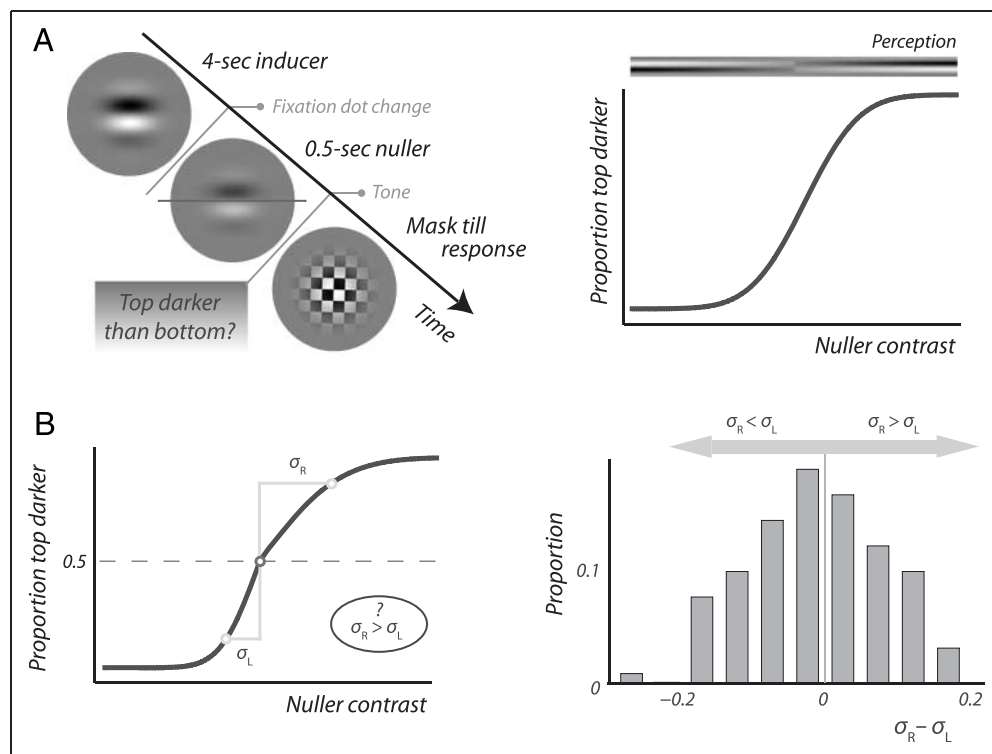 A
4-sec inducer
Fixation dot change
0.5-sec nuller
Tone
Mask till
response
Top darker
than bottom?
Time
Perception
Proportion top darker
Nuller contrast
B
Proportion top darker
0.5
σR
σL
?
σR > σL
Nuller contrast
σR < σL
σR > σL
Proportion
0.1
0
−0.2
0
0.2
σR − σL